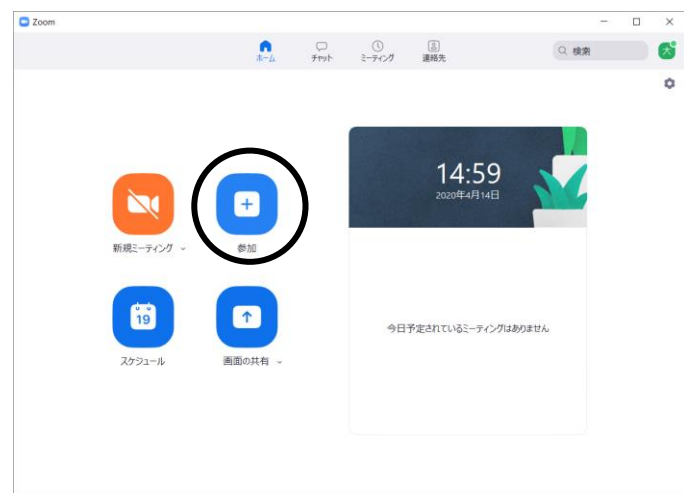 Zoom
ホーム
チャット
ミーティング
連絡先
検索
大
14:59
2020年4月14日
新規ミーティング
参加
19
スケジュール
画面の共有
今日予定されているミーティングはありません